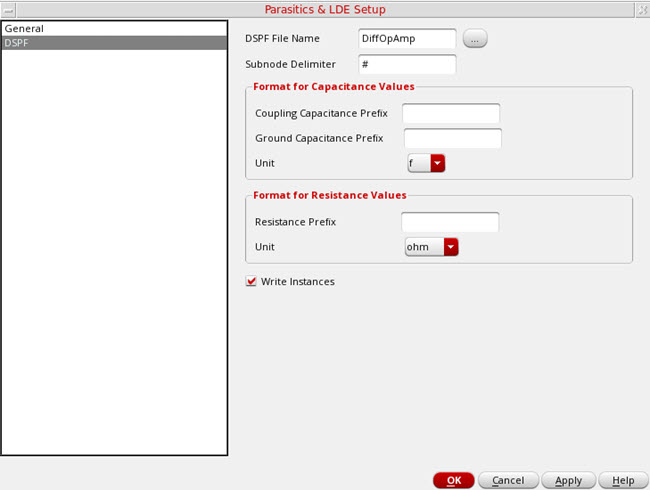 Parasitics & LDE Setup
General
DSPF
DSPF File Name DiffOpAmp ...
Subnode Delimiter #
Format for Capacitance Values
Coupling Capacitance Prefix
Ground Capacitance Prefix
Unit f
Format for Resistance Values
Resistance Prefix
Unit ohm
Write Instances
OK Cancel Apply Help